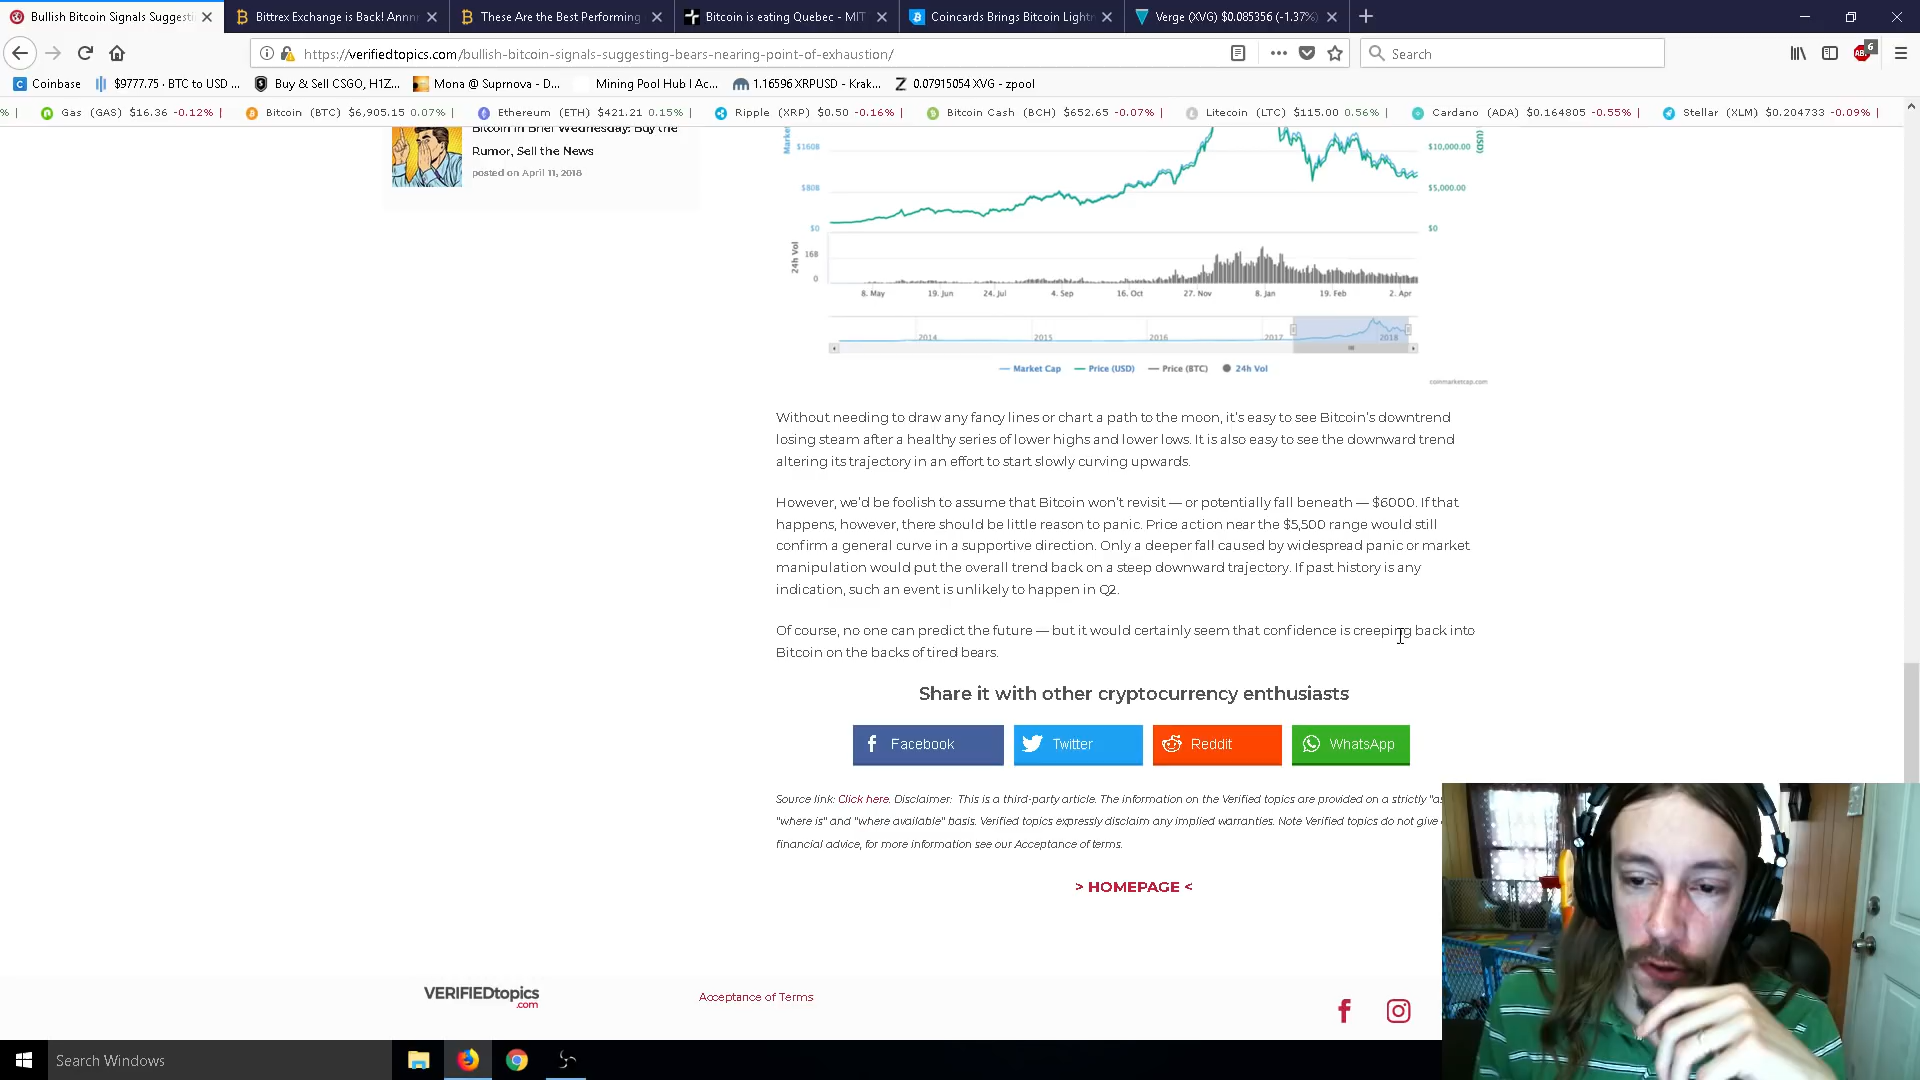 Bullish Bitcoin Signals Suggesti
Bittrex Exchange is Back! Annn
These Are the Best Performing
Bitcoin is eating Quebec - MIT
Coincards Brings Bitcoin Lightn
Verge (XVG) $0.085356 (-1.37%)
https://verifiedtopics.com/bullish-bitcoin-signals-suggesting-bears-nearing-point-of-exhaustion/
Search
6
Coinbase
$9777.75 · BTC to USD ...
Buy & Sell CSGO, H1Z...
Mona @ Suprnova - D...
Mining Pool Hub | Ac...
1.16596 XRPUSD - Krak...
0.07915054 XVG - zpool
% |
Gas (GAS) $16.36 -0.12% |
Bitcoin (BTC) $6,905.15 0.07% |
Ethereum (ETH) $421.21 0.15% |
Ripple (XRP) $0.50 -0.16% |
Bitcoin Cash (BCH) $652.65 -0.07% |
Litecoin (LTC) $115.00 0.56% |
Cardano (ADA) $0.164805 -0.55% |
Stellar (XLM) $0.204733 -0.09% |
Bitcoin in Brief Wednesday: Buy the
Rumor, Sell the News
posted on April 11, 2018
Market
$160B
$80B
$0
(USD)
$10,000.00
$5,000.00
$0
24h Vol
16B
0
8. May 19. Jun 24. Jul 4. Sep 16. Oct 27. Nov 8. Jan 19. Feb 2. Apr
2014 2015 2016 2017 2018
Market Cap Price (USD) Price (BTC) 24h Vol
coinmarketcap.com
Without needing to draw any fancy lines or chart a path to the moon, it's easy to see Bitcoin's downtrend
losing steam after a healthy series of lower highs and lower lows. It is also easy to see the downward trend
altering its trajectory in an effort to start slowly curving upwards.
However, we'd be foolish to assume that Bitcoin won't revisit — or potentially fall beneath — $6000. If that
happens, however, there should be little reason to panic. Price action near the $5,500 range would still
confirm a general curve in a supportive direction. Only a deeper fall caused by widespread panic or market
manipulation would put the overall trend back on a steep downward trajectory. If past history is any
indication, such an event is unlikely to happen in Q2.
Of course, no one can predict the future — but it would certainly seem that confidence is creeping back into
Bitcoin on the backs of tired bears.
Share it with other cryptocurrency enthusiasts
Facebook
Twitter
Reddit
WhatsApp
Source link: Click here. Disclaimer: This is a third-party article. The information on the Verified topics are provided on a strictly "as
"where is" and "where available" basis. Verified topics expressly disclaim any implied warranties. Note Verified topics do not give
financial advice, for more information see our Acceptance of terms.
> HOMEPAGE <
VERIFIEDtopics
.com
Acceptance of Terms
Search Windows